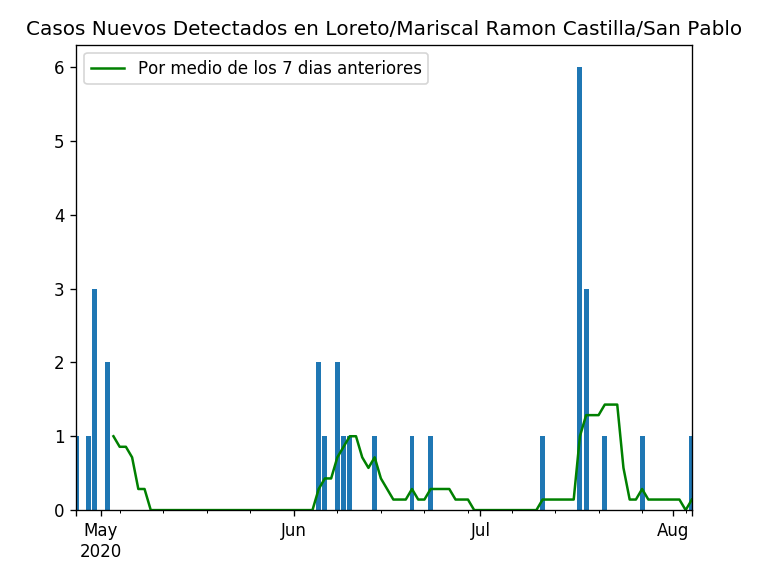 Casos Nuevos Detectados en Loreto/Mariscal Ramon Castilla/San Pablo
Por medio de los 7 dias anteriores
6
5
4
3
2
1
0
May Jun Jul Aug
2020